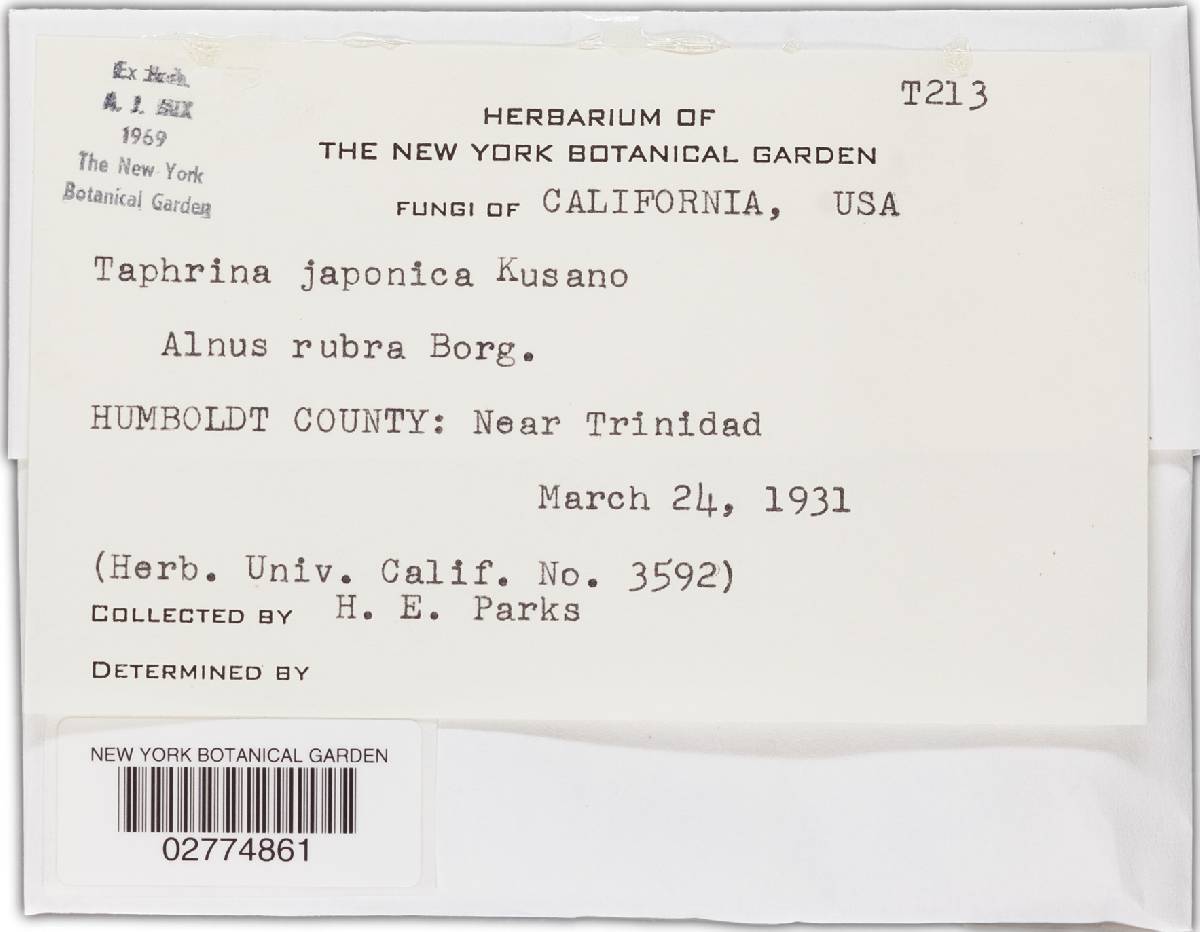 Ex Herb.
A. J. MIX
1969
The New York
Botanical Garden
T213
HERBARIUM OF
THE NEW YORK BOTANICAL GARDEN
FUNGI OF CALIFORNIA, USA
Taphrina japonica Kusano
Alnus rubra Borg.
HUMBOLDT COUNTY: Near Trinidad
March 24, 1931
(Herb. Univ. Calif. No. 3592)
COLLECTED BY H. E. Parks
DETERMINED BY
NEW YORK BOTANICAL GARDEN
02774861